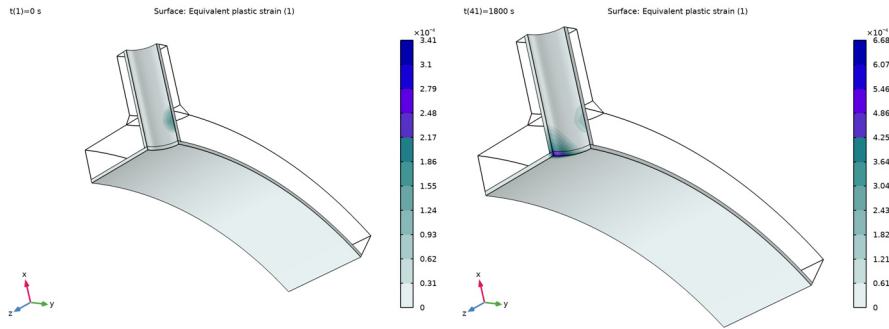 t(1)=0 s
Surface: Equivalent plastic strain (1)
×10⁻⁴
3.41
3.1
2.79
2.48
2.17
1.86
1.55
1.24
0.93
0.62
0.31
0
x
y
z
t(41)=1800 s
Surface: Equivalent plastic strain (1)
×10⁻⁴
6.68
6.07
5.46
4.86
4.25
3.64
3.04
2.43
1.82
1.21
0.61
0
x
y
z